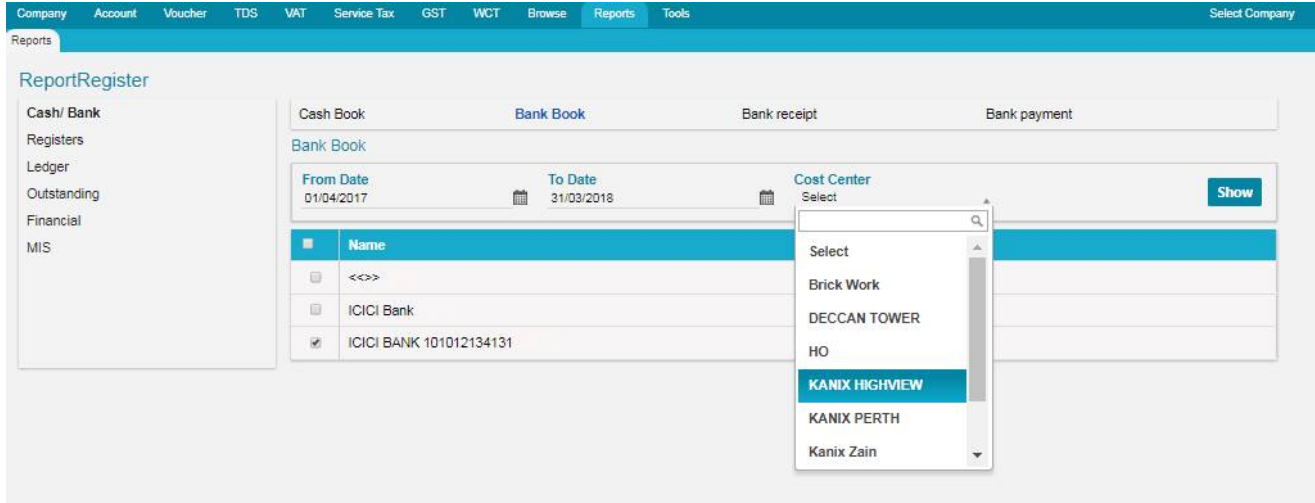 Company Account Voucher TDS VAT Service Tax GST WCT Browse Reports Tools Select Company
Reports
ReportRegister
Cash/ Bank
Registers
Ledger
Outstanding
Financial
MIS
Cash Book Bank Book Bank receipt Bank payment
Bank Book
From Date To Date Cost Center
01/04/2017 31/03/2018 Select Show
Name
<<>>
ICICI Bank
ICICI BANK 101012134131
Select
Brick Work
DECCAN TOWER
HO
KANIX HIGHVIEW
KANIX PERTH
Kanix Zain